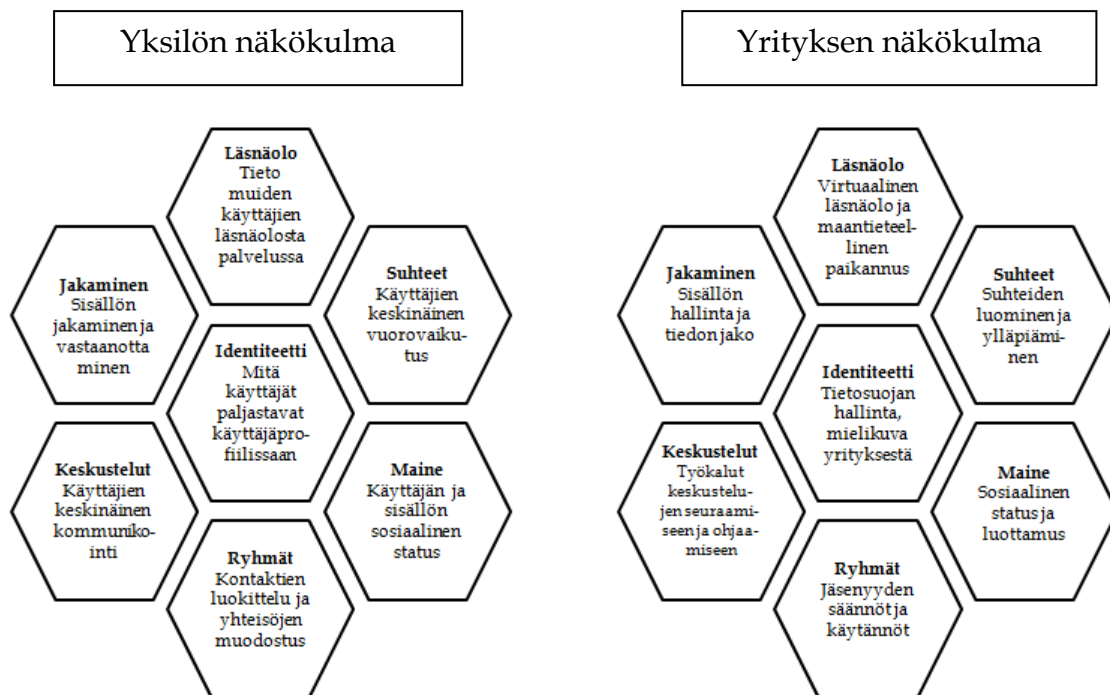 Yksilön näkökulma
Läsnäolo
Tieto
muiden
käyttäjien
läsnäolosta
palvelussa
Jakaminen
Sisällön
jakaminen ja
vastaanotta
minen
Suhteet
Käyttäjien
keskinäinen
vuorovaiku-
tus
Identiteetti
Mitä
käyttäjät
paljastavat
käyttäjäpro-
fiilissaan
Keskustelut
Käyttäjien
keskinäinen
kommuniko-
inti
Maine
Käyttäjän ja
sisällön
sosiaalinen
status
Ryhmät
Kontaktien
luokittelu ja
yhteisöjen
muodostus
Yrityksen näkökulma
Läsnäolo
Virtuaalinen
läsnäolo ja
maantieteel-
linen
paikannus
Jakaminen
Sisällön
hallinta ja
tiedon jako
Suhteet
Suhteiden
luominen ja
ylläpiämi-
nen
Identiteetti
Tietosuojan
hallinta,
mielikuva
yrityksestä
Keskustelut
Työkalut
keskustelu-
jen seuraami-
seen ja ohjaa-
miseen
Maine
Sosiaalinen
status ja
luottamus
Ryhmät
Jäsenyyden
säännöt ja
käytännöt